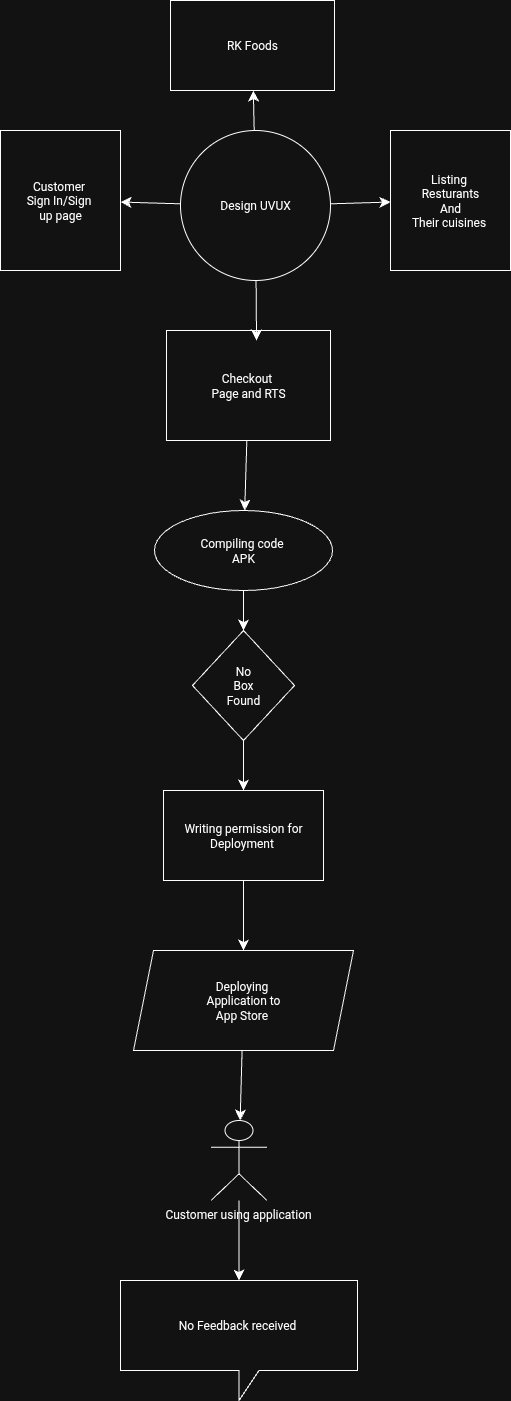 RK Foods
Customer
Sign In/Sign
up page
Design UVUX
Listing
Resturants
And
Their cuisines
Checkout
Page and RTS
Compiling code
APK
No
Box
Found
Writing permission for
Deployment
Deploying
Application to
App Store
Customer using application
No Feedback received